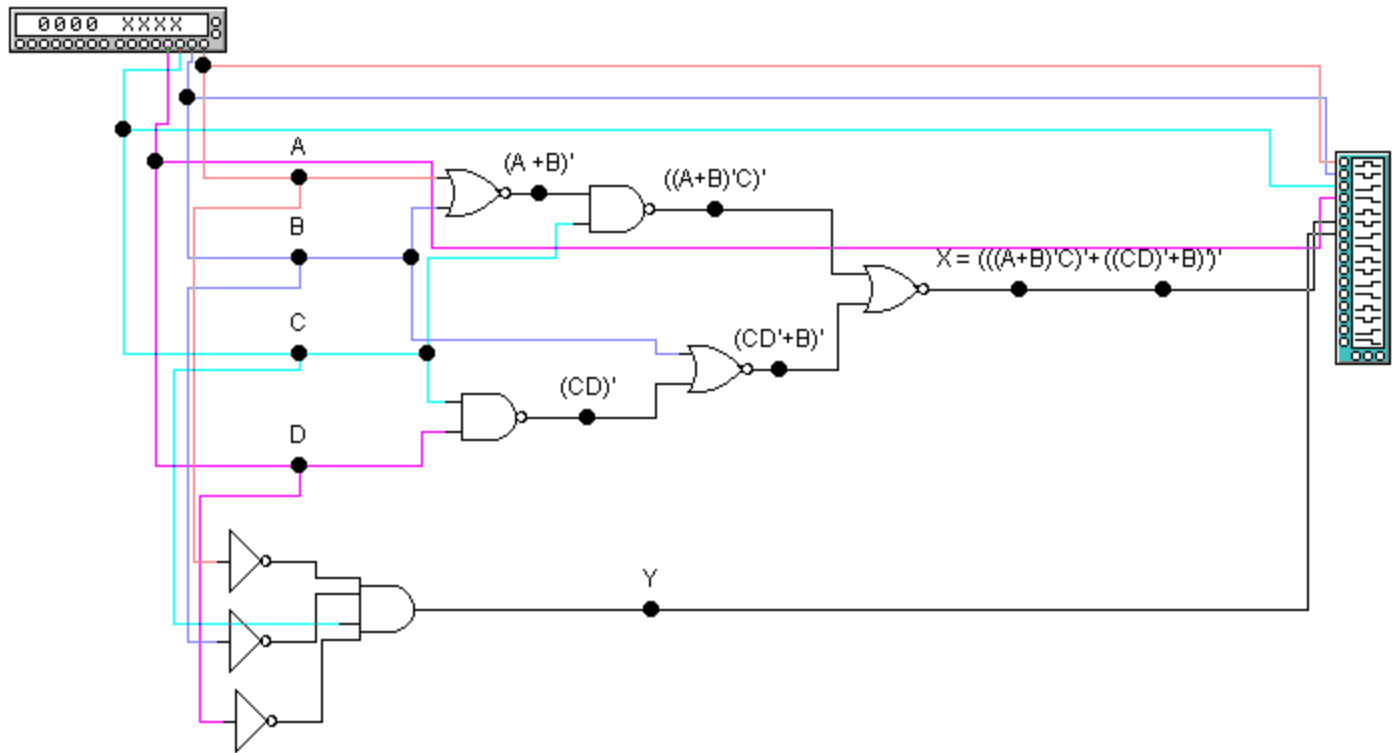 0000 XXXX
A
(A +B)'
((A+B)'C)'
B
X = (((A+B)'C)'+((CD)'+B)')'
C
(CD'+B)'
(CD)'
D
Y